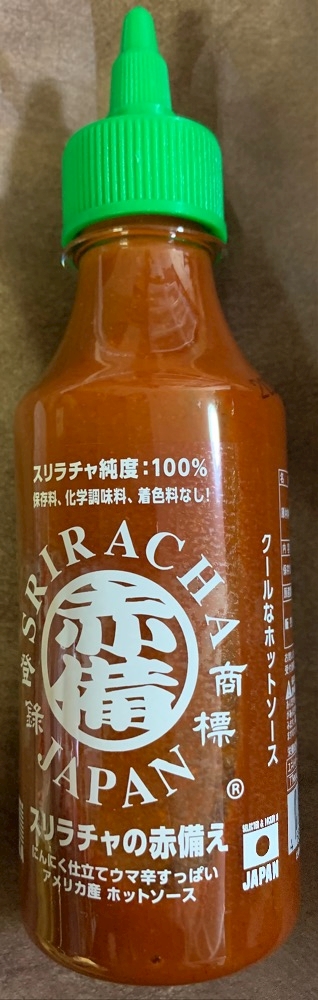 スリラチャ純度：100%
保存料、化学調味料、着色料なし！
SRIRACHA
赤備
登録
商標
JAPAN
®
スリラチャの赤備え
にんにく仕立てウマ辛すっぱい
アメリカ産 ホットソース
クールなホットソース
JAPAN